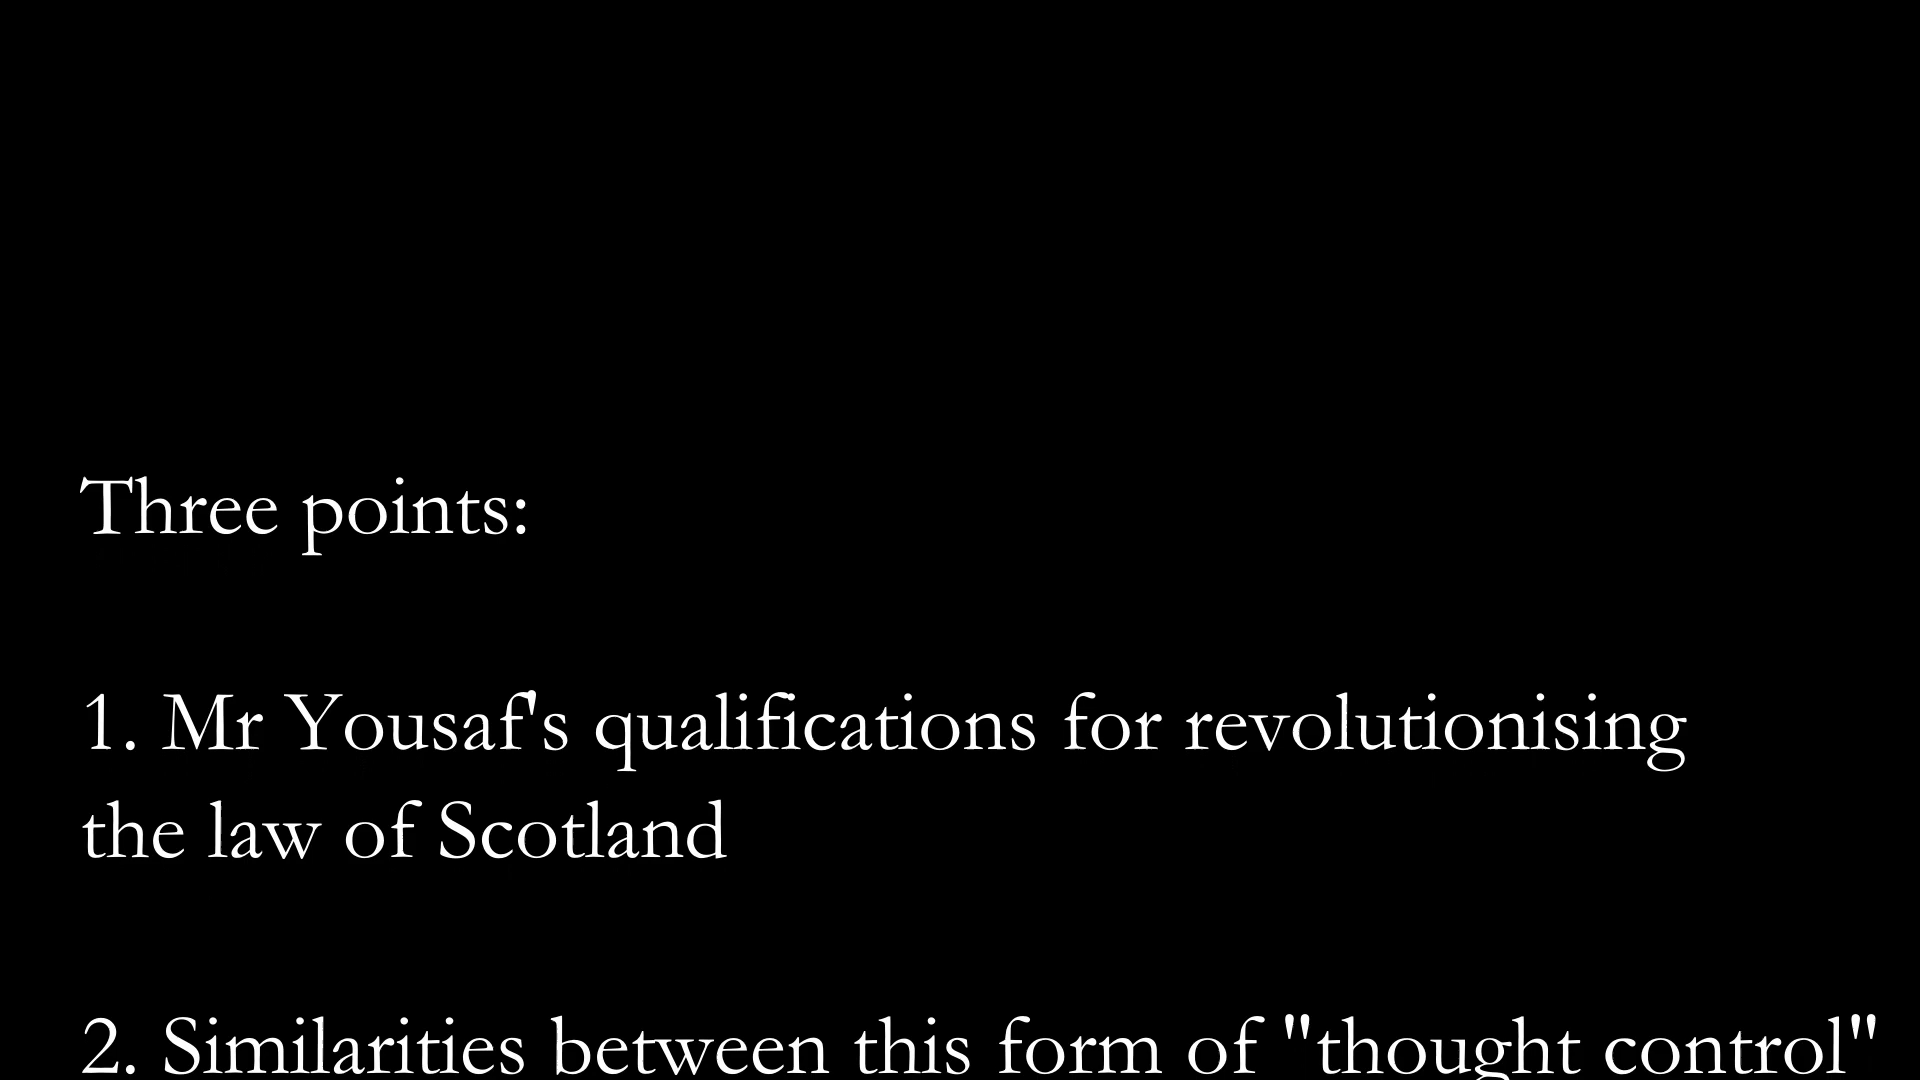 Three points:
1. Mr Yousaf's qualifications for revolutionising
the law of Scotland
2. Similarities between this form of "thought control"